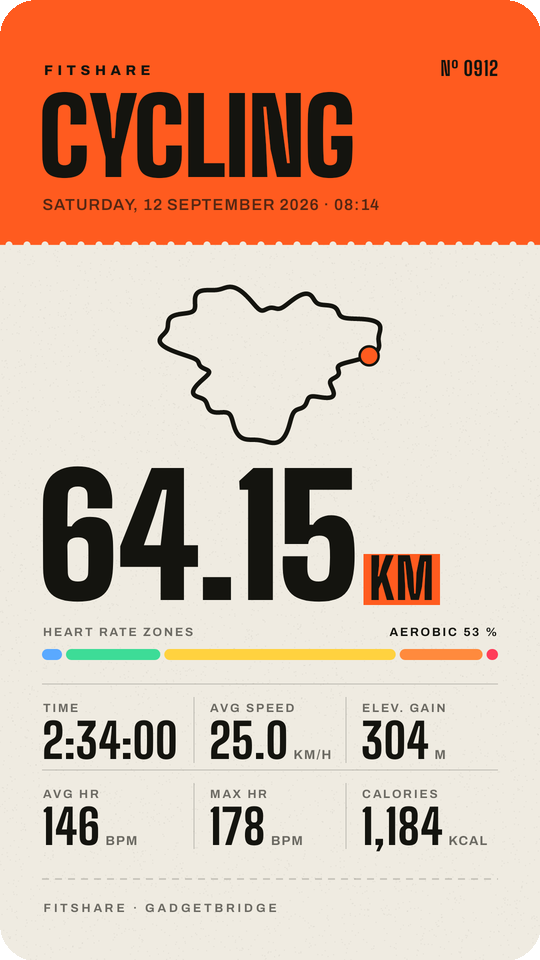 FITSHARE
Nº 0912
CYCLING
SATURDAY, 12 SEPTEMBER 2026 · 08:14
64.15 KM
HEART RATE ZONES
AEROBIC 53 %
TIME
AVG SPEED
ELEV. GAIN
2:34:00
25.0 KM/H
304 M
AVG HR
MAX HR
CALORIES
146 BPM
178 BPM
1,184 KCAL
FITSHARE · GADGETBRIDGE